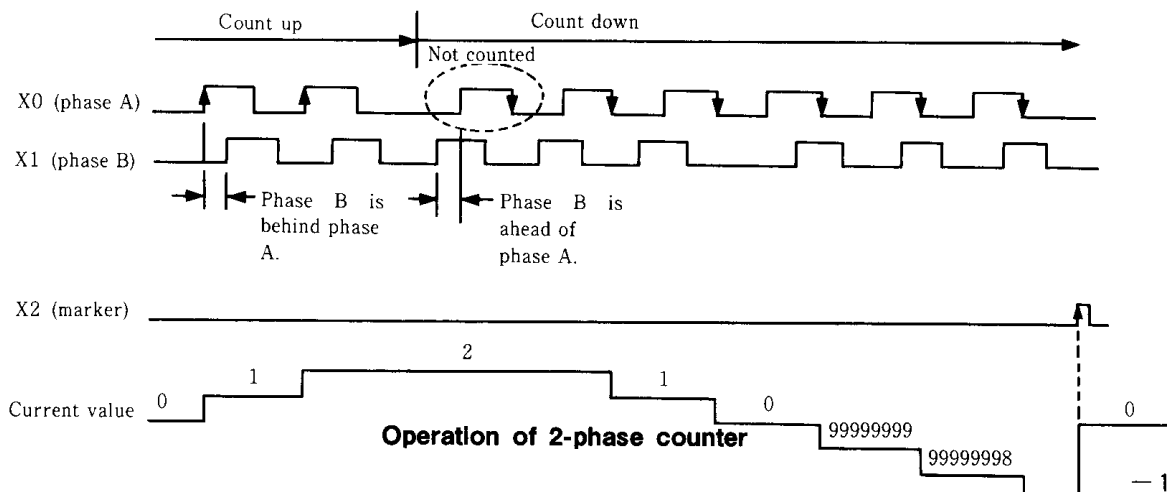 Count up
Count down
Not counted
X0 (phase A)
X1 (phase B)
Phase B is
behind phase
A.
Phase B is
ahead of
phase A.
X2 (marker)
2
1
1
0
0
0
Current value
Operation of 2-phase counter
99999999
99999998
—1